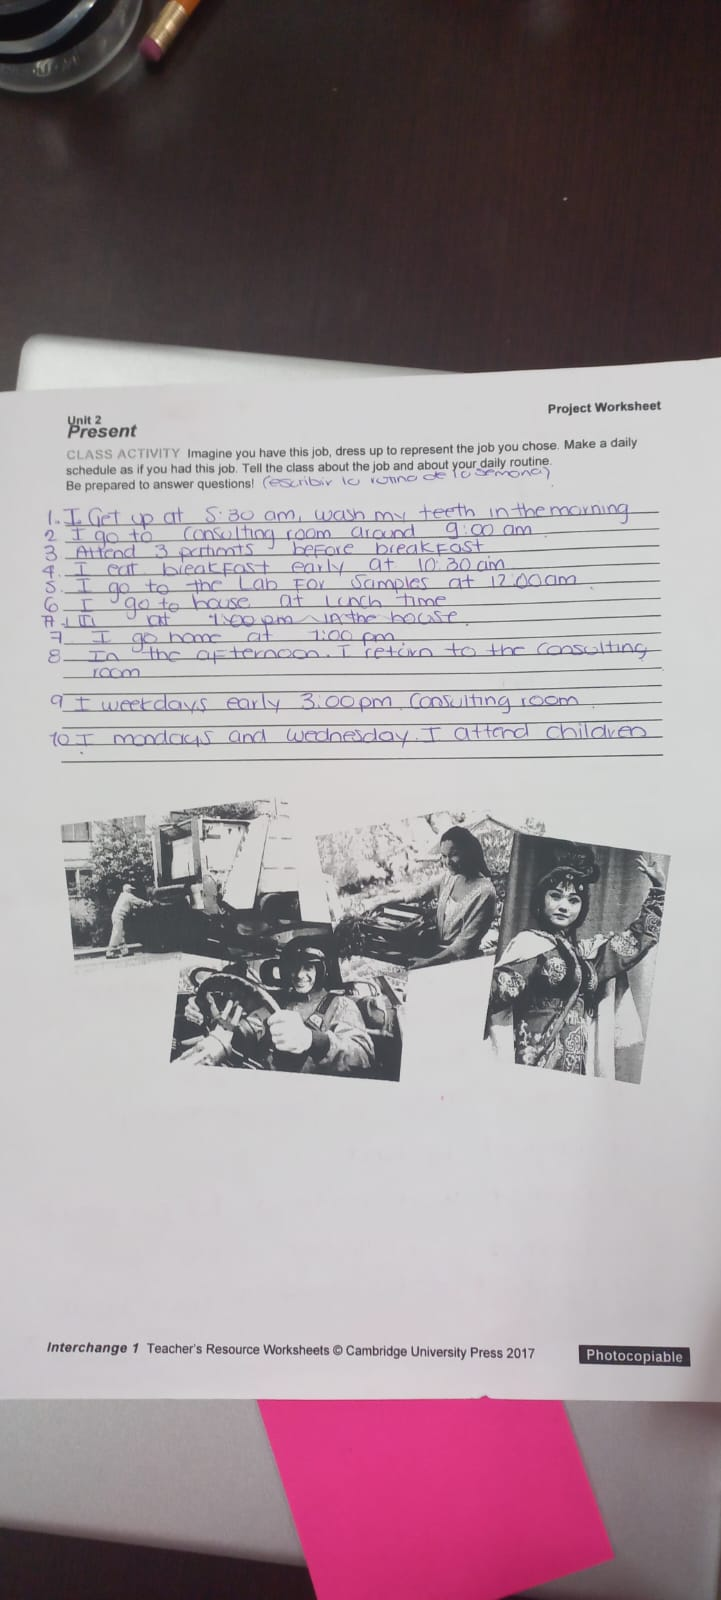 Project Worksheet
Unit 2
Present
CLASS ACTIVITY Imagine you have this job, dress up to represent the job you chose. Make a daily
schedule as if you had this job. Tell the class about the job and about your daily routine.
Be prepared to answer questions! (escribir la rutina de la semana)
1. I Get up at 5:30 am, wash my teeth in the morning
2 I go to consulting room around 9:00 am
3 Attend 3 patients before breakfast.
4. I eat breakfast early at 10:30 am
5. I go to the Lab For Samples at 12:00am
6 I go to house at lunch time
at 1:00 pm in the house
7 I go home at 1:00 pm.
8 In the afternoon. I return to the consulting
room
9 I weekdays early 3:00pm consulting room
10 I mondays and wednesday. I attend children
Interchange 1 Teacher's Resource Worksheets © Cambridge University Press 2017
Photocopiable